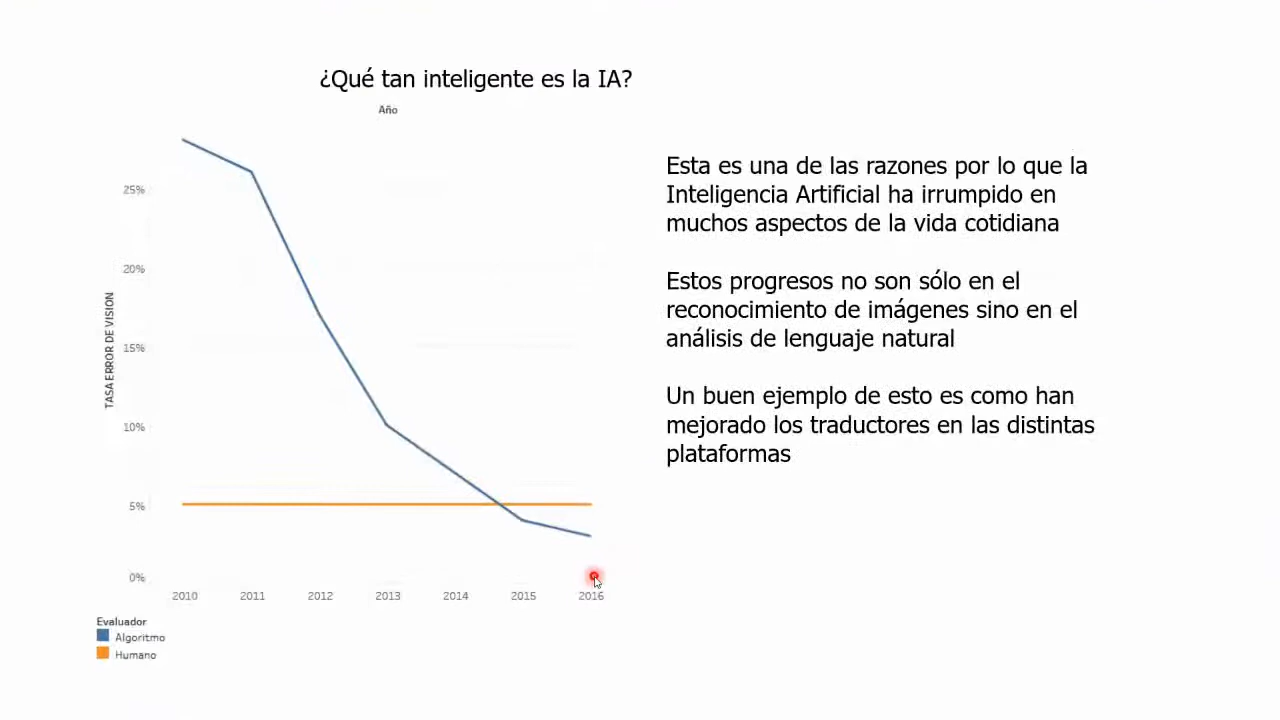 ¿Qué tan inteligente es la IA?
Año
25%
20%
15%
10%
5%
0%
TASA ERROR DE VISION
2010 2011 2012 2013 2014 2015 2016
Evaluador
Algoritmo
Humano
Esta es una de las razones por lo que la
Inteligencia Artificial ha irrumpido en
muchos aspectos de la vida cotidiana
Estos progresos no son sólo en el
reconocimiento de imágenes sino en el
análisis de lenguaje natural
Un buen ejemplo de esto es como han
mejorado los traductores en las distintas
plataformas